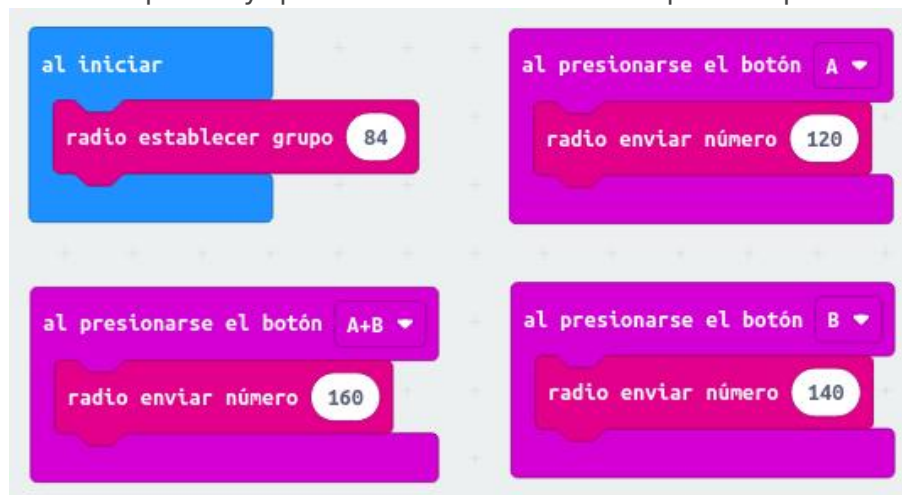 al iniciar
radio establecer grupo 84
al presionarse el botón A
radio enviar número 120
al presionarse el botón A+B
radio enviar número 160
al presionarse el botón B
radio enviar número 140